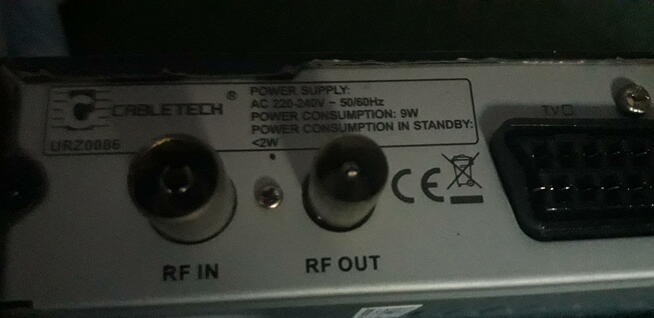 CABLETECH®
URZ0086
POWER SUPPLY:
AC 220-240V ~ 50/60Hz
POWER CONSUMPTION: 9W
POWER CONSUMPTION IN STANDBY:
<2W
TV
CE
RF IN
RF OUT